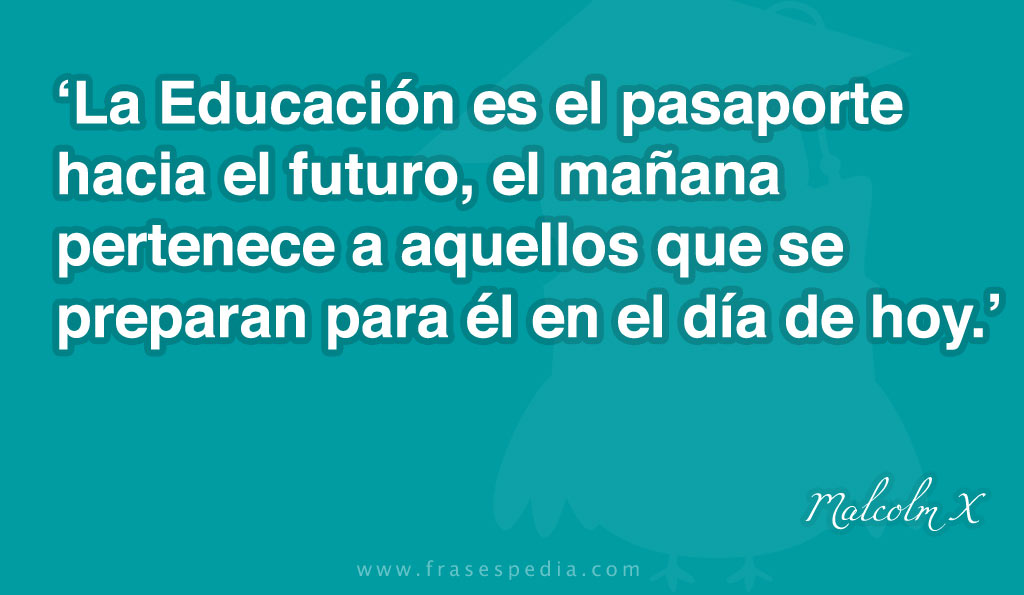 ‘La Educación es el pasaporte
hacia el futuro, el mañana
pertenece a aquellos que se
preparan para él en el día de hoy.’
Malcolm X
www.frasespedia.com